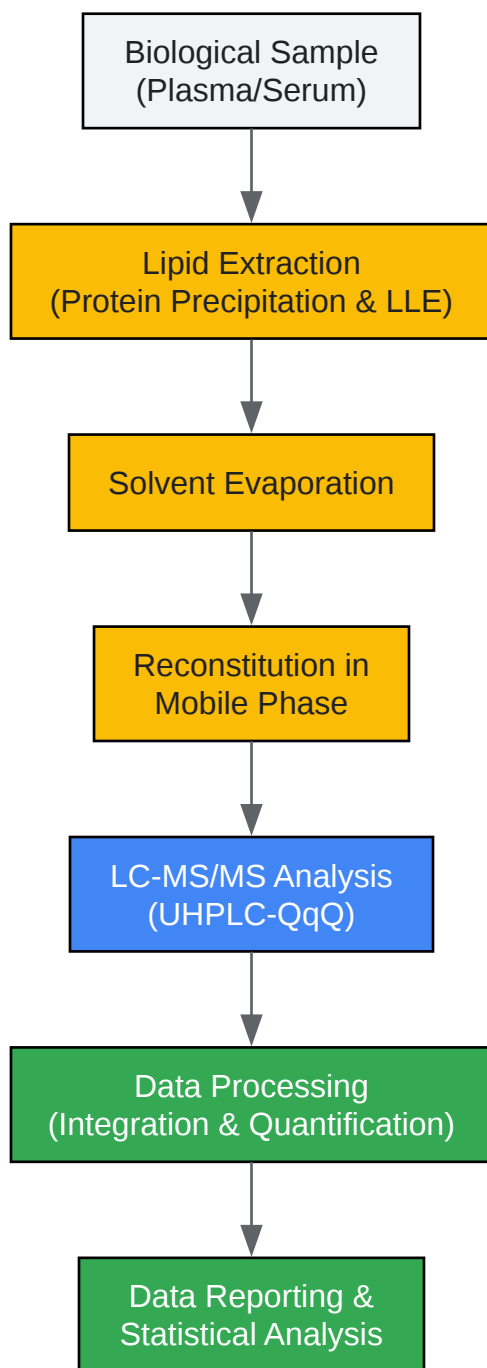 Biological Sample
(Plasma/Serum)
Lipid Extraction
(Protein Precipitation & LLE)
Solvent Evaporation
Reconstitution in
Mobile Phase
LC-MS/MS Analysis
(UHPLC-QqQ)
Data Processing
(Integration & Quantification)
Data Reporting &
Statistical Analysis